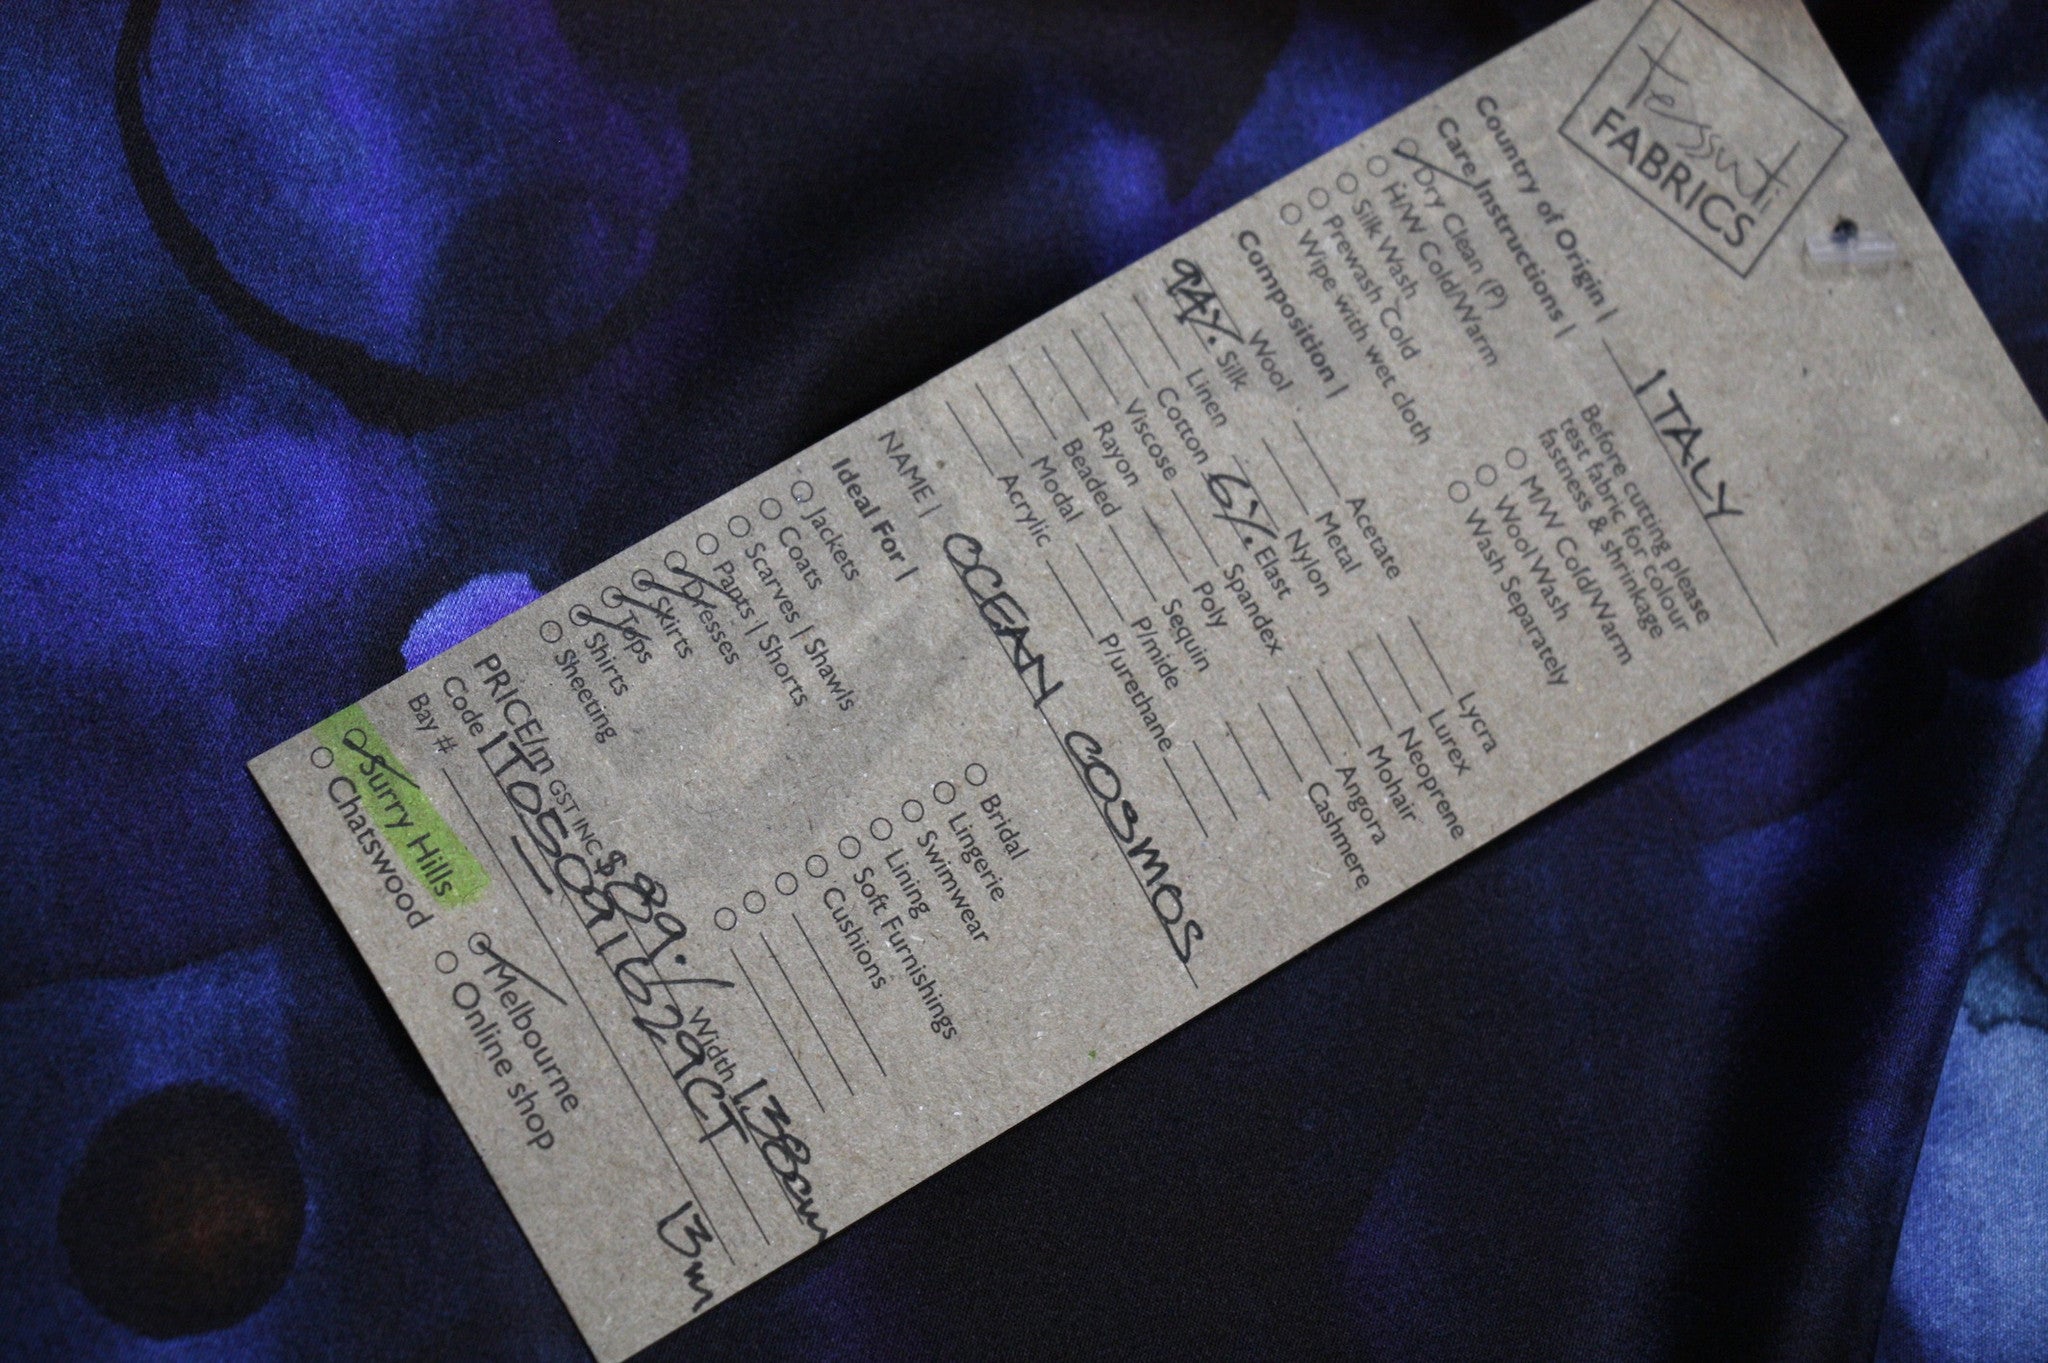 Tessuti
FABRICS
Country of Origin | ITALY
Care Instructions |
Dry Clean (P)
H/W Cold/Warm
Silk Wash
Prewash Cold
Wipe with wet cloth
Before cutting please
test fabric for colour
fastness & shrinkage
M/W Cold/Warm
Wool Wash
Wash Separately
Composition |
Wool
94% Silk
Linen
Cotton
Viscose
Rayon
Beaded
Modal
Acrylic
Acetate
Metal
Nylon
6% Elast
Spandex
Poly
Sequin
P/mide
P/urethane
Lycra
Lurex
Neoprene
Mohair
Angora
Cashmere
NAME | OCEAN COSMOS
Ideal For |
Jackets
Coats
Scarves | Shawls
Pants | Shorts
Dresses
Skirts
Tops
Shirts
Sheeting
Bridal
Lingerie
Swimwear
Lining
Soft Furnishings
Cushions
PRICE/m GST INC $89./ Width 138cm
Code ITO5091629CT
Bay #
Surry Hills
Chatswood
Melbourne
Online shop
13m